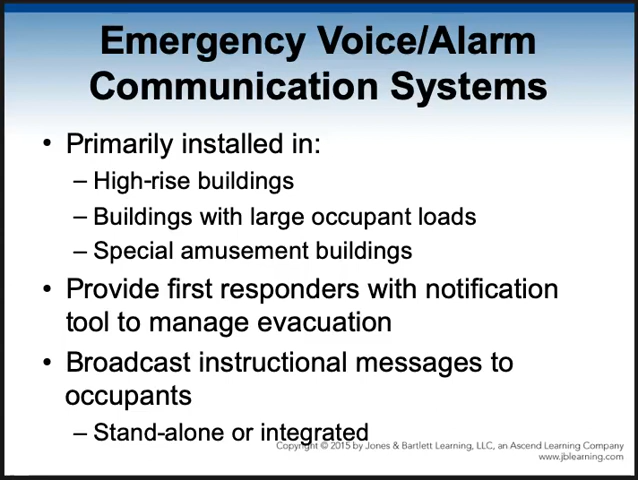 Emergency Voice/Alarm
Communication Systems
• Primarily installed in:
– High-rise buildings
– Buildings with large occupant loads
– Special amusement buildings
• Provide first responders with notification
tool to manage evacuation
• Broadcast instructional messages to
occupants
– Stand-alone or integrated
Copyright © 2015 by Jones & Bartlett Learning, LLC, an Ascend Learning Company
www.jblearning.com